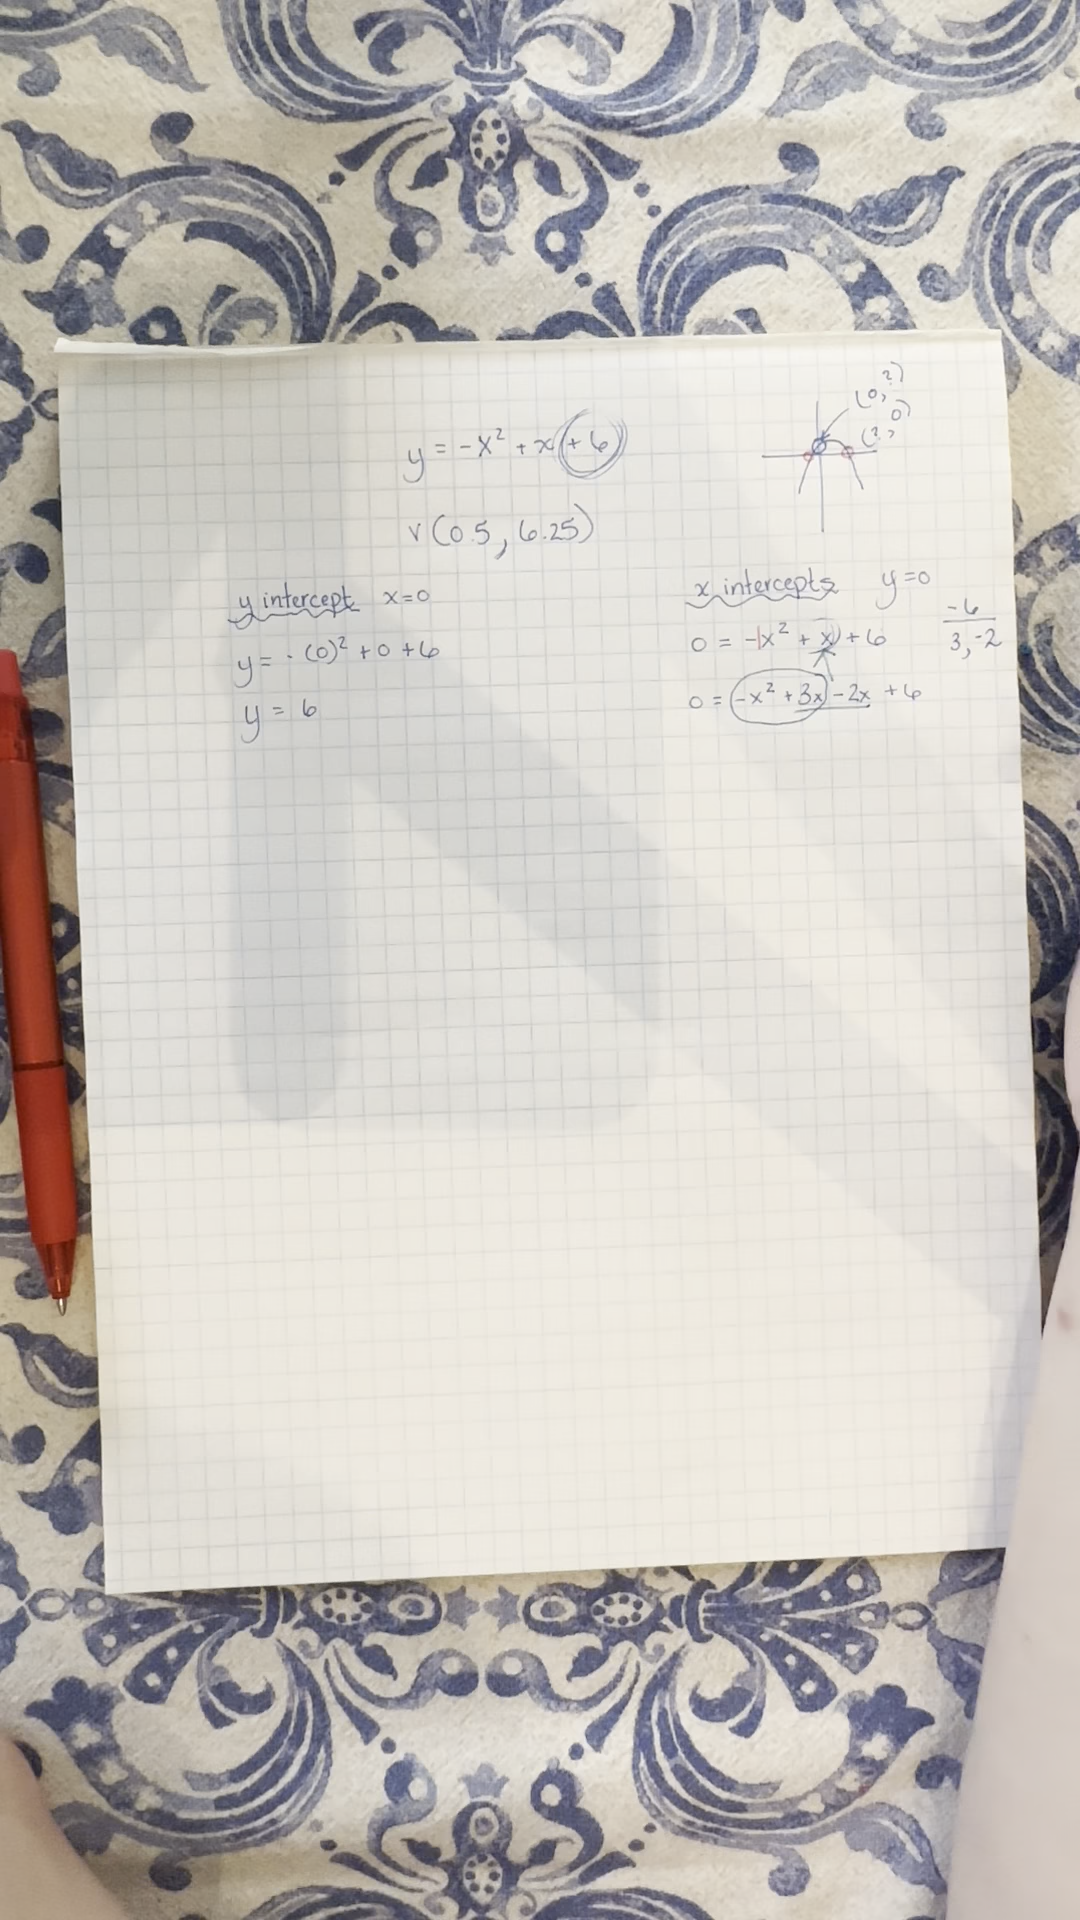 y = -x² + x + 6
(0, ?)
(?, 0)
V(0.5, 6.25)
y intercept x=0
y = -(0)² + 0 + 6
y = 6
x intercepts y=0
0 = -1x² + x + 6
-6
3, -2
0 = -x² + 3x - 2x + 6